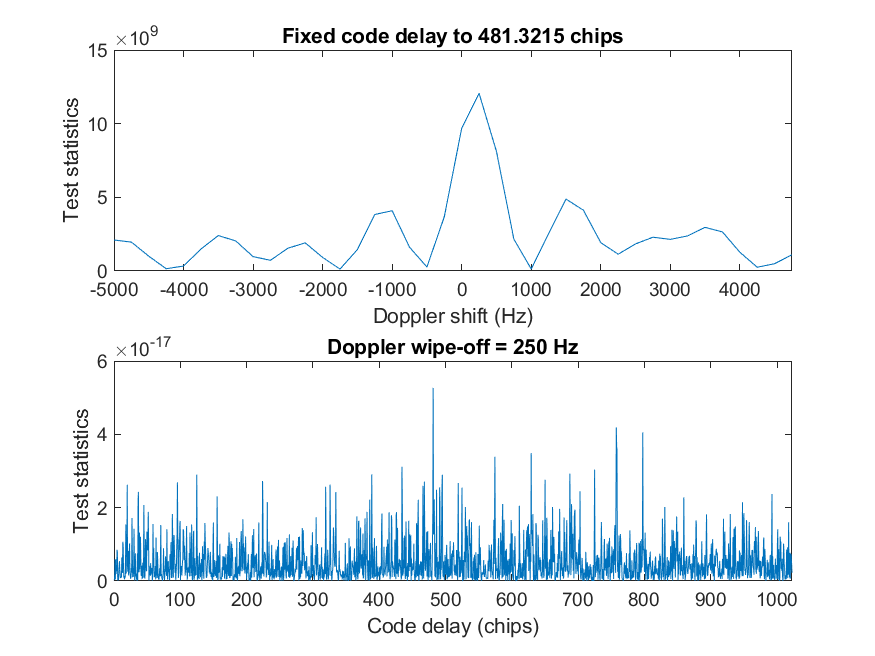 Fixed code delay to 481.3215 chips
×10^9
15
10
5
0
Test statistics
-5000 -4000 -3000 -2000 -1000 0 1000 2000 3000 4000
Doppler shift (Hz)
Doppler wipe-off = 250 Hz
×10^-17
6
4
2
0
Test statistics
0 100 200 300 400 500 600 700 800 900 1000
Code delay (chips)